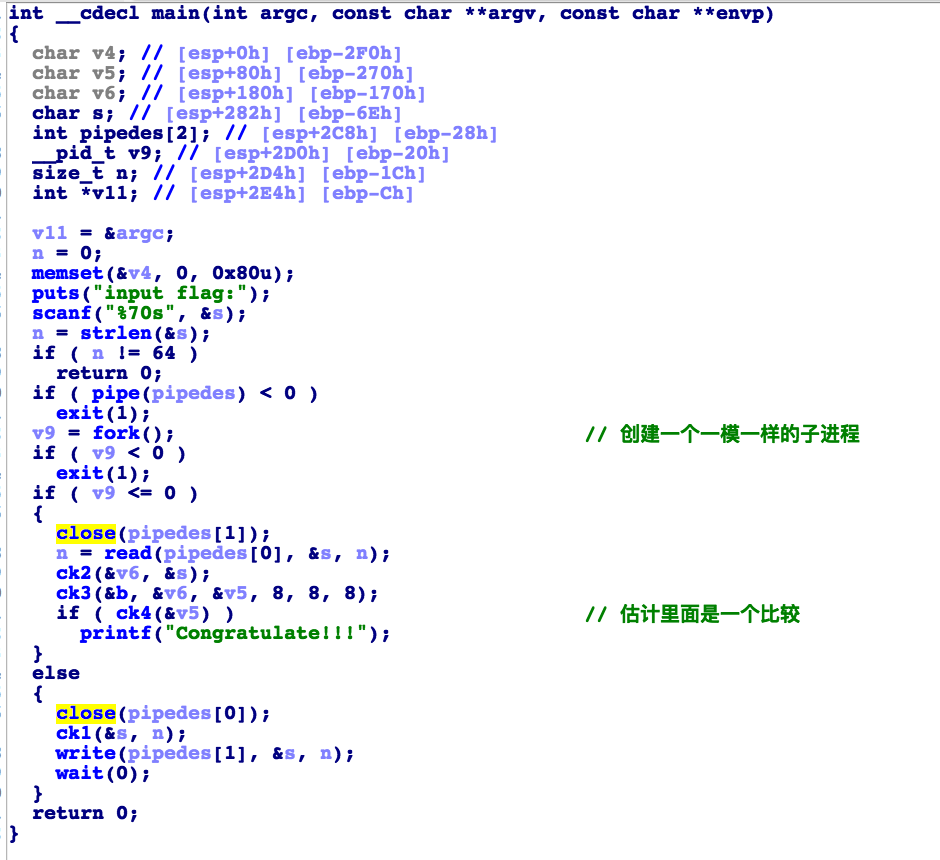 int __cdecl main(int argc, const char **argv, const char **envp)
{
  char v4; // [esp+0h] [ebp-2F0h]
  char v5; // [esp+80h] [ebp-270h]
  char v6; // [esp+180h] [ebp-170h]
  char s; // [esp+282h] [ebp-6Eh]
  int pipedes[2]; // [esp+2C8h] [ebp-28h]
  __pid_t v9; // [esp+2D0h] [ebp-20h]
  size_t n; // [esp+2D4h] [ebp-1Ch]
  int *v11; // [esp+2E4h] [ebp-Ch]

  v11 = &argc;
  n = 0;
  memset(&v4, 0, 0x80u);
  puts("input flag:");
  scanf("%70s", &s);
  n = strlen(&s);
  if ( n != 64 )
    return 0;
  if ( pipe(pipedes) < 0 )
    exit(1);
  v9 = fork(); // 创建一个一模一样的子进程
  if ( v9 < 0 )
    exit(1);
  if ( v9 <= 0 )
  {
    close(pipedes[1]);
    n = read(pipedes[0], &s, n);
    ck2(&v6, &s);
    ck3(&b, &v6, &v5, 8, 8, 8);
    if ( ck4(&v5) ) // 估计里面是一个比较
      printf("Congratulate!!!");
  }
  else
  {
    close(pipedes[0]);
    ck1(&s, n);
    write(pipedes[1], &s, n);
    wait(0);
  }
  return 0;
}